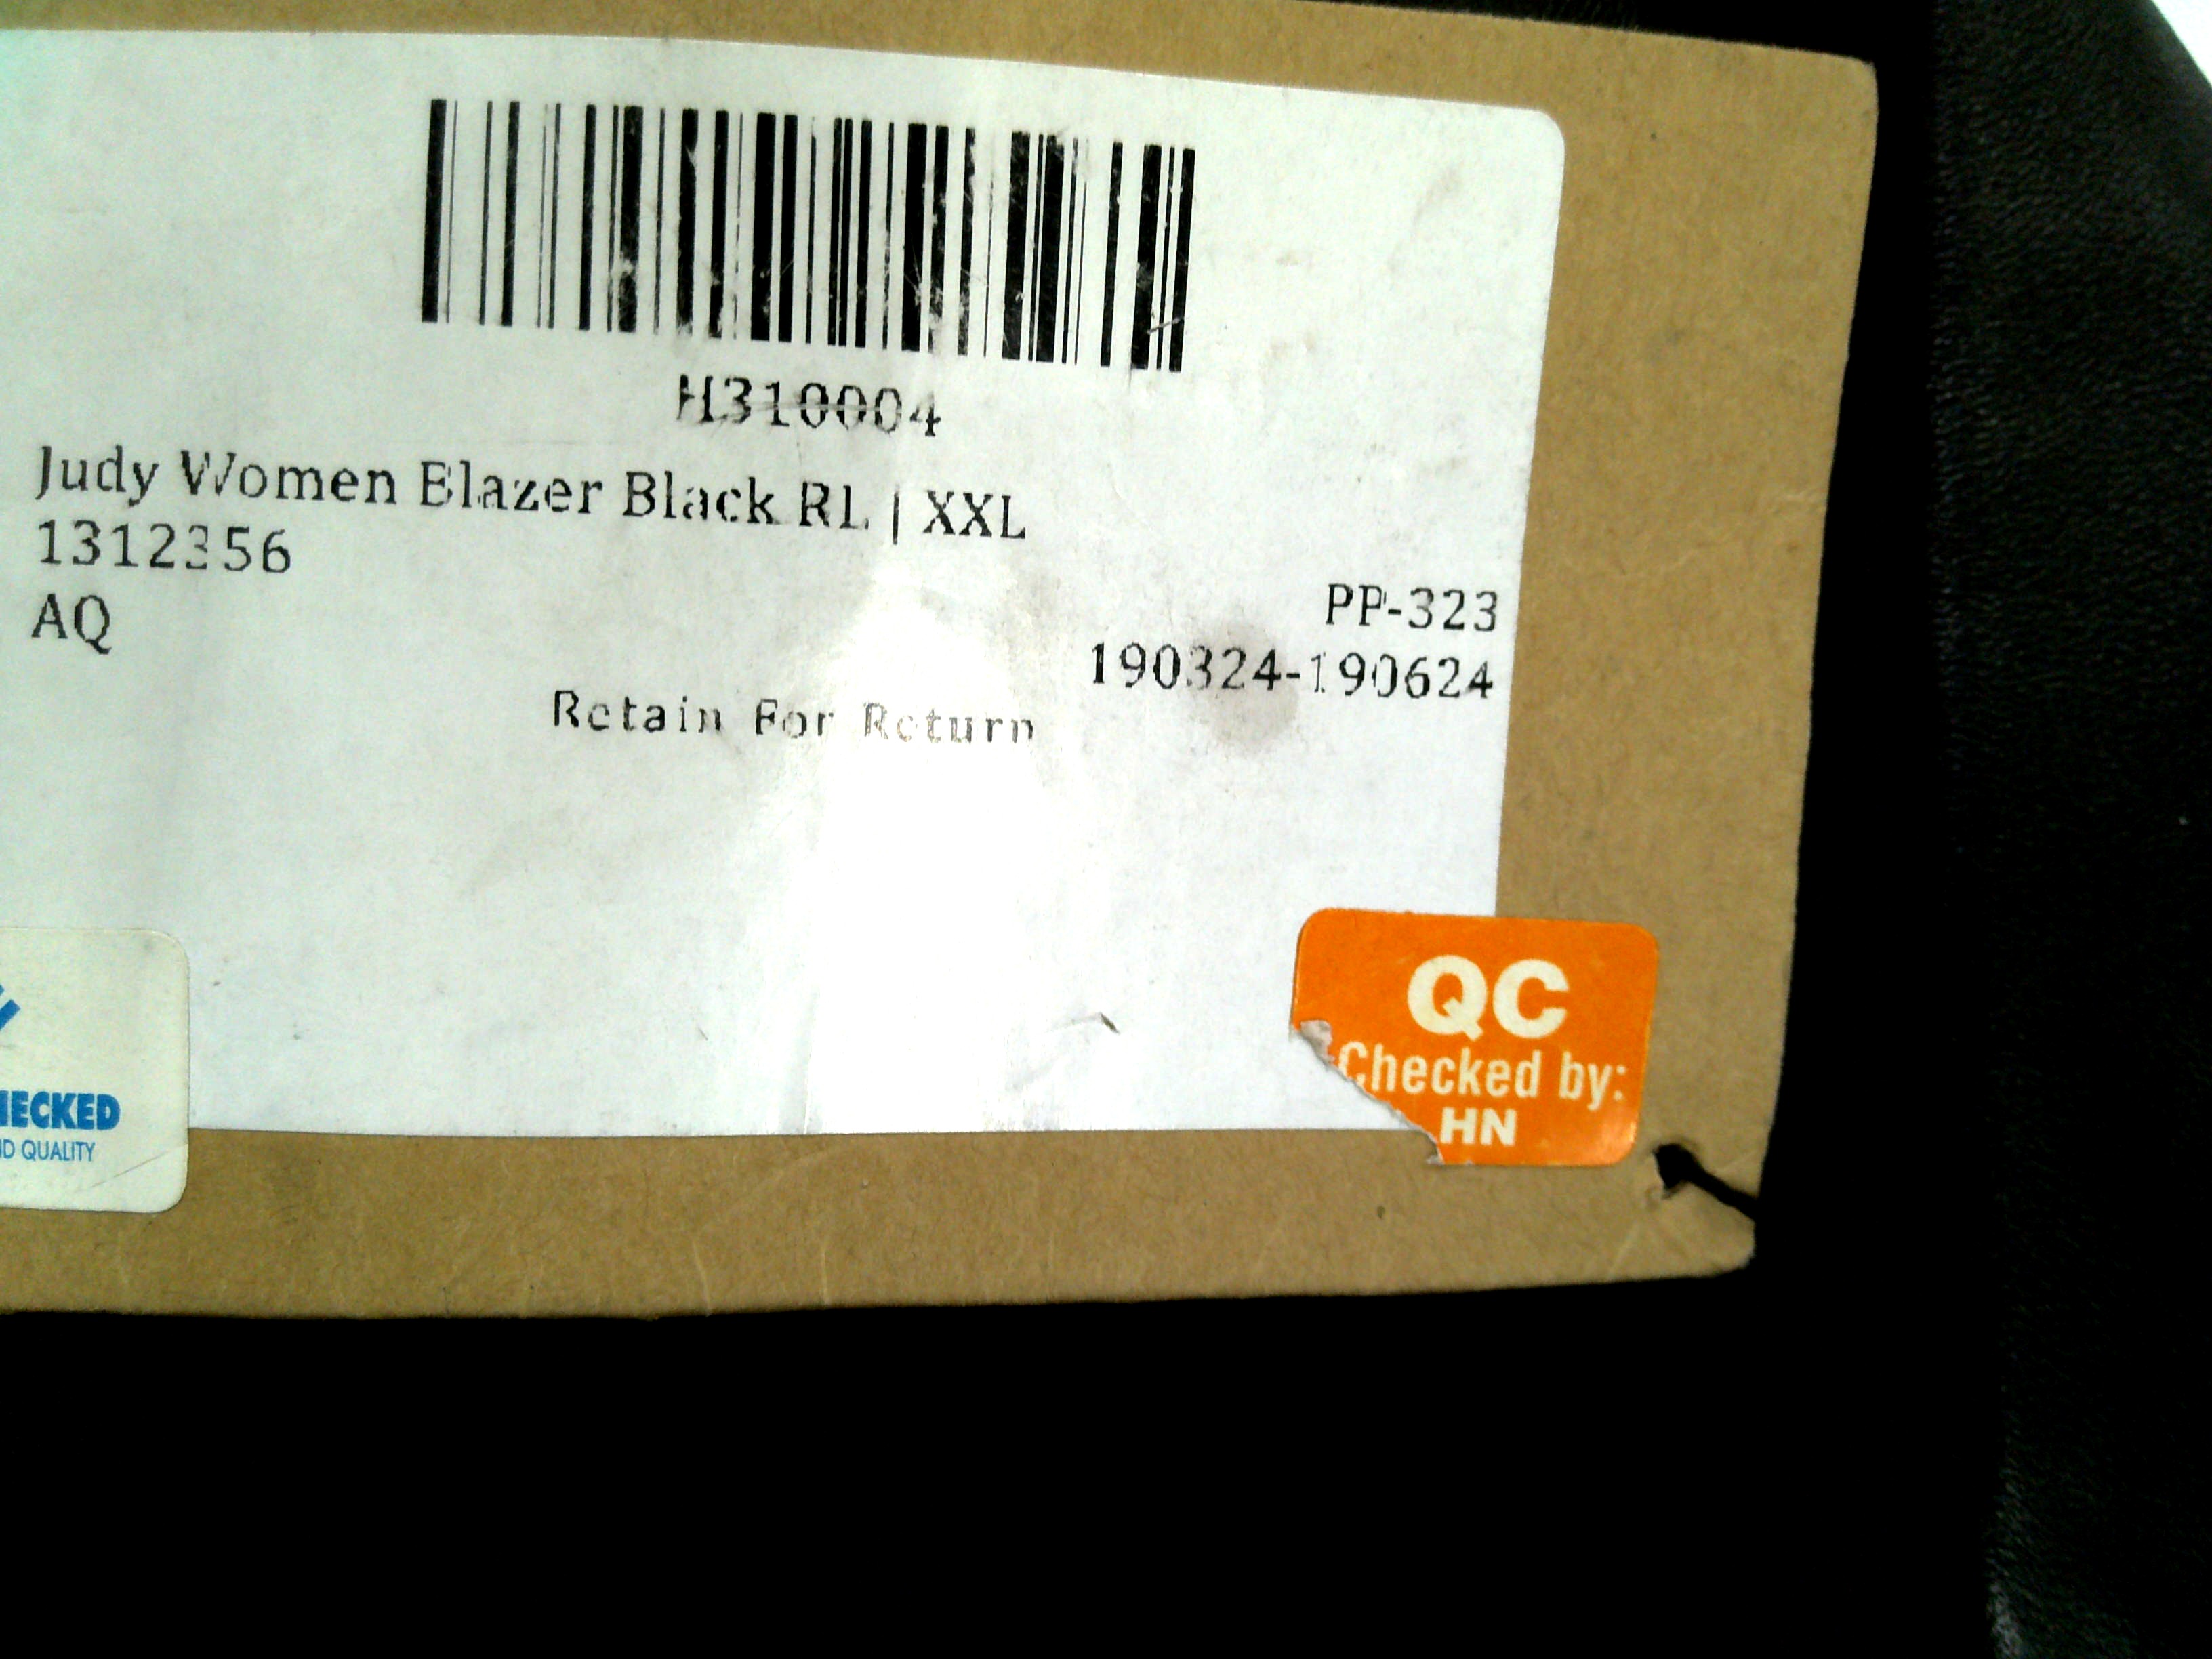 H310004
Judy Women Blazer Black RL | XXL
1312356
AQ
PP-323
190324-190624
Retain For Return
QC
Checked by:
HN
HECKED
ND QUALITY